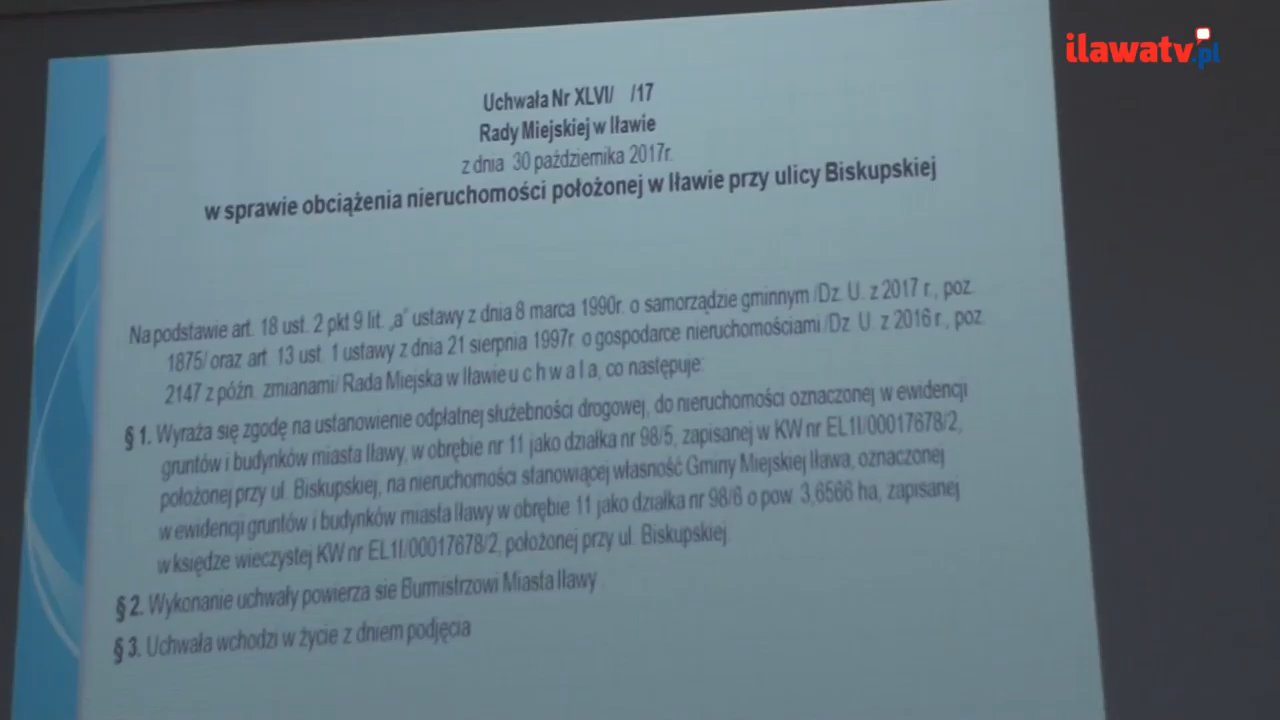 ilawatv.pl
Uchwała Nr XLVI/ /17
Rady Miejskiej w Iławie
z dnia 30 października 2017r.
w sprawie obciążenia nieruchomości położonej w Iławie przy ulicy Biskupskiej
Na podstawie art. 18 ust. 2 pkt 9 lit. „a” ustawy z dnia 8 marca 1990r. o samorządzie gminnym /Dz. U. z 2017 r., poz.
1875/ oraz art. 13 ust. 1 ustawy z dnia 21 sierpnia 1997r. o gospodarce nieruchomościami /Dz. U. z 2016 r., poz.
2147 z późn. zmianami/ Rada Miejska w Iławie u c h w a l a, co następuje:
§ 1. Wyraża się zgodę na ustanowienie odpłatnej służebności drogowej, do nieruchomości oznaczonej w ewidencji
gruntów i budynków miasta Iławy, w obrębie nr 11 jako działka nr 98/5, zapisanej w KW nr EL1I/00017678/2,
położonej przy ul. Biskupskiej, na nieruchomości stanowiącej własność Gminy Miejskiej Iława, oznaczonej
w ewidencji gruntów i budynków miasta Iławy w obrębie 11 jako działka nr 98/6 o pow. 3,6566 ha, zapisanej
w księdze wieczystej KW nr EL1I/00017678/2, położonej przy ul. Biskupskiej.
§ 2. Wykonanie uchwały powierza sie Burmistrzowi Miasta Iławy
§ 3. Uchwała wchodzi w życie z dniem podjęcia